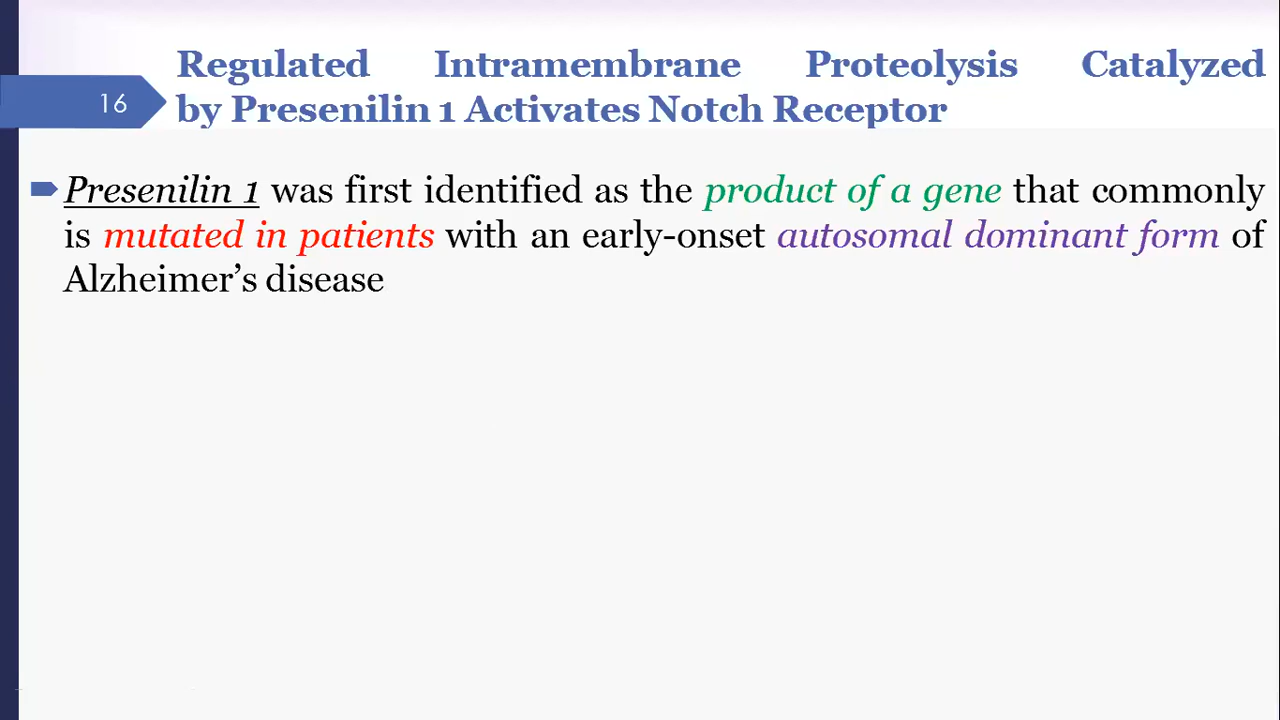 Regulated Intramembrane Proteolysis Catalyzed
16
by Presenilin 1 Activates Notch Receptor
Presenilin 1 was first identified as the product of a gene that commonly
is mutated in patients with an early-onset autosomal dominant form of
Alzheimer’s disease